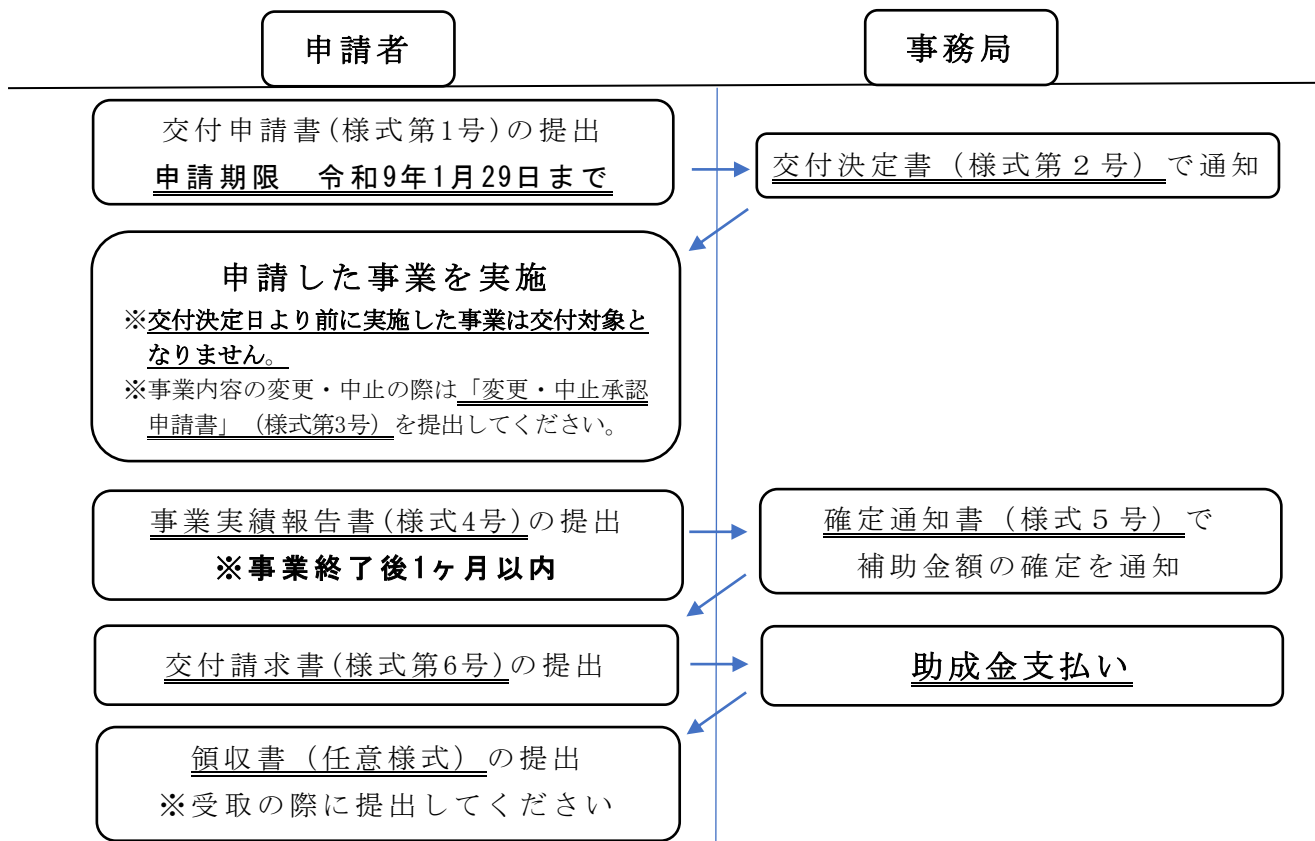 申請者
事務局
交付申請書(様式第1号)の提出
申請期限　令和9年1月29日まで
交付決定書（様式第２号）で通知
申請した事業を実施
※交付決定日より前に実施した事業は交付対象と
なりません。
※事業内容の変更・中止の際は「変更・中止承認
申請書」（様式第3号）を提出してください。
事業実績報告書(様式4号)の提出
※事業終了後1ヶ月以内
確定通知書（様式５号）で
補助金額の確定を通知
交付請求書(様式第6号)の提出
助成金支払い
領収書（任意様式）の提出
※受取の際に提出してください